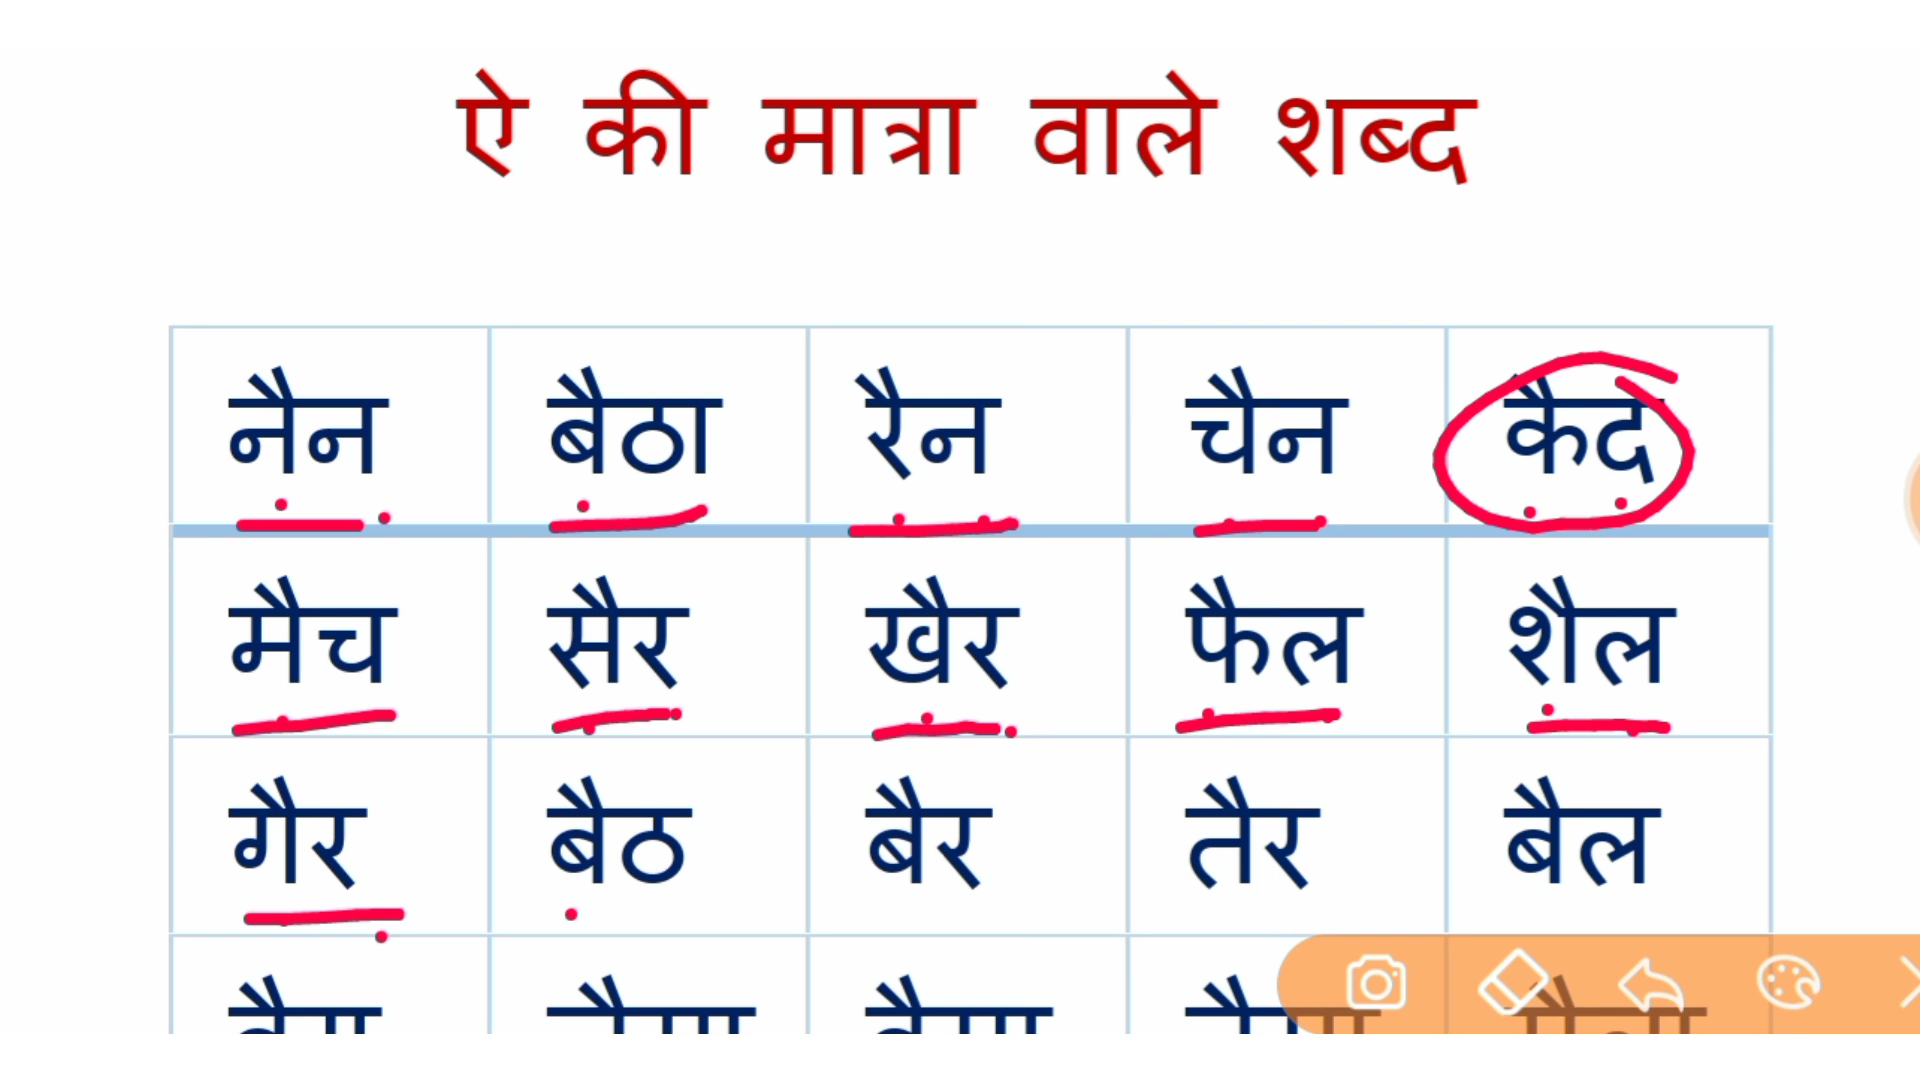 ऐ की मात्रा वाले शब्द
नैन बैठा रैन चैन कैद
मैच सैर खैर फैल शैल
गैर बैठ बैर तैर बैल